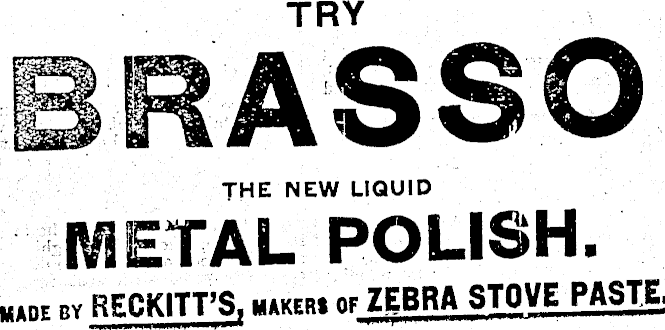 TRY
BRASSO
THE NEW LIQUID
METAL POLISH.
MADE BY RECKITT'S, MAKERS OF ZEBRA STOVE PASTE.